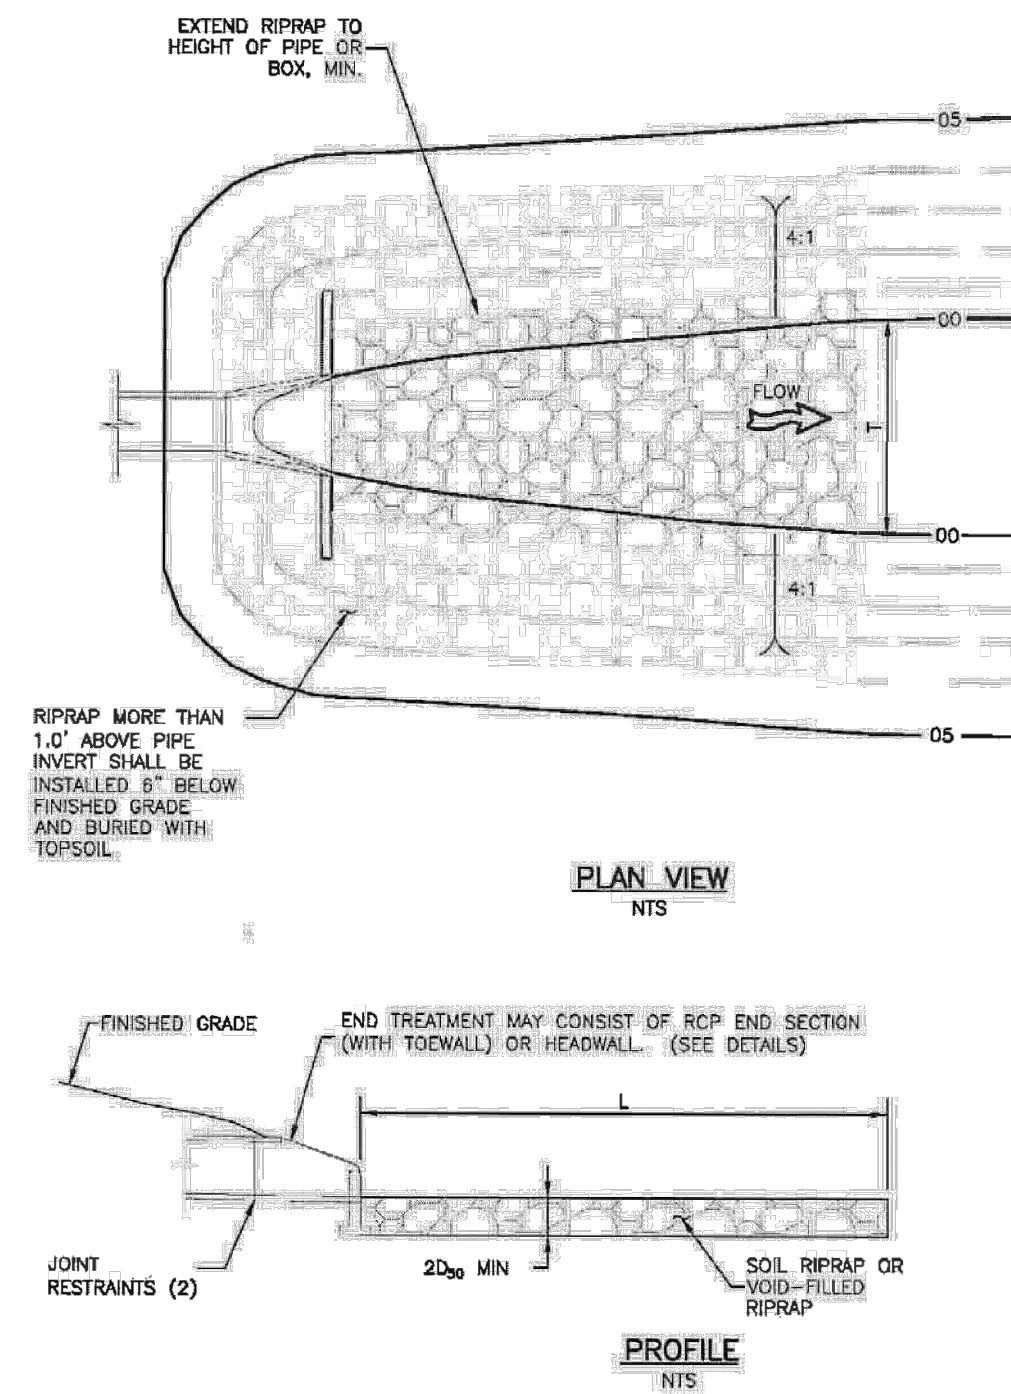 EXTEND RIPRAP TO
HEIGHT OF PIPE OR
BOX, MIN.
05
4:1
00
FLOW
T
00
4:1
05
RIPRAP MORE THAN
1.0' ABOVE PIPE
INVERT SHALL BE
INSTALLED 6" BELOW
FINISHED GRADE
AND BURIED WITH
TOPSOIL
PLAN VIEW
NTS
FINISHED GRADE
END TREATMENT MAY CONSIST OF RCP END SECTION
(WITH TOEWALL) OR HEADWALL. (SEE DETAILS)
L
JOINT
RESTRAINTS (2)
2D50 MIN
SOIL RIPRAP OR
VOID-FILLED
RIPRAP
PROFILE
NTS